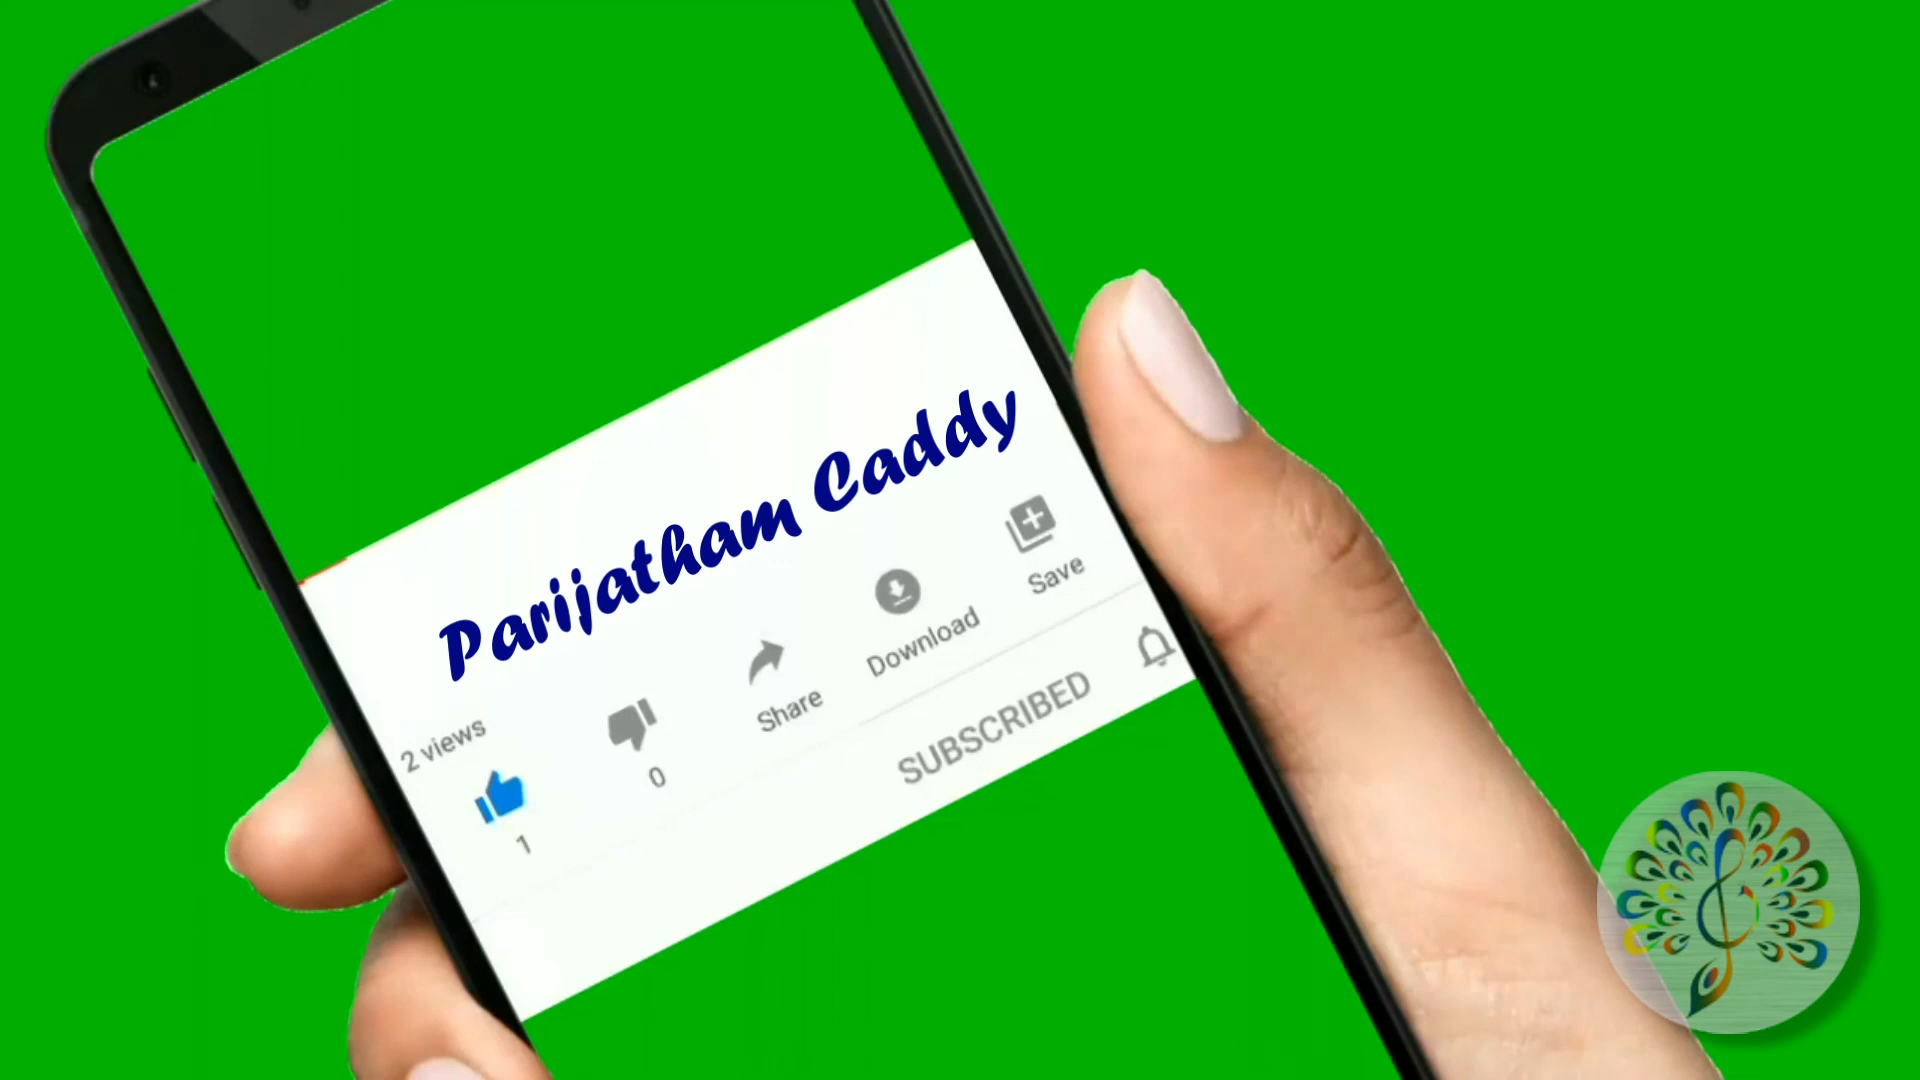 Parijatham Caddy
2 views
1
0
Share
Download
Save
SUBSCRIBED